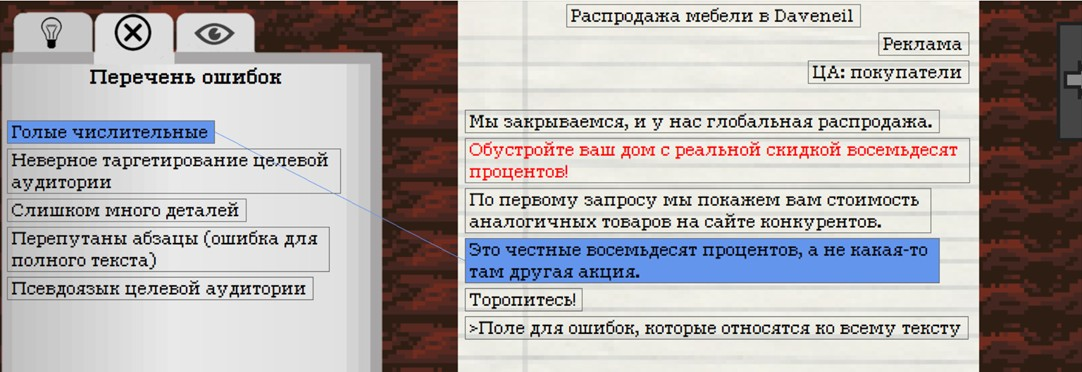 Перечень ошибок
Голые числительные
Неверное таргетирование целевой
аудитории
Слишком много деталей
Перепутаны абзацы (ошибка для
полного текста)
Псевдоязык целевой аудитории
Распродажа мебели в Daveneil
Реклама
ЦА: покупатели
Мы закрываемся, и у нас глобальная распродажа.
Обустройте ваш дом с реальной скидкой восемьдесят
процентов!
По первому запросу мы покажем вам стоимость
аналогичных товаров на сайте конкурентов.
Это честные восемьдесят процентов, а не какая-то
там другая акция.
Торопитесь!
>Поле для ошибок, которые относятся ко всему тексту